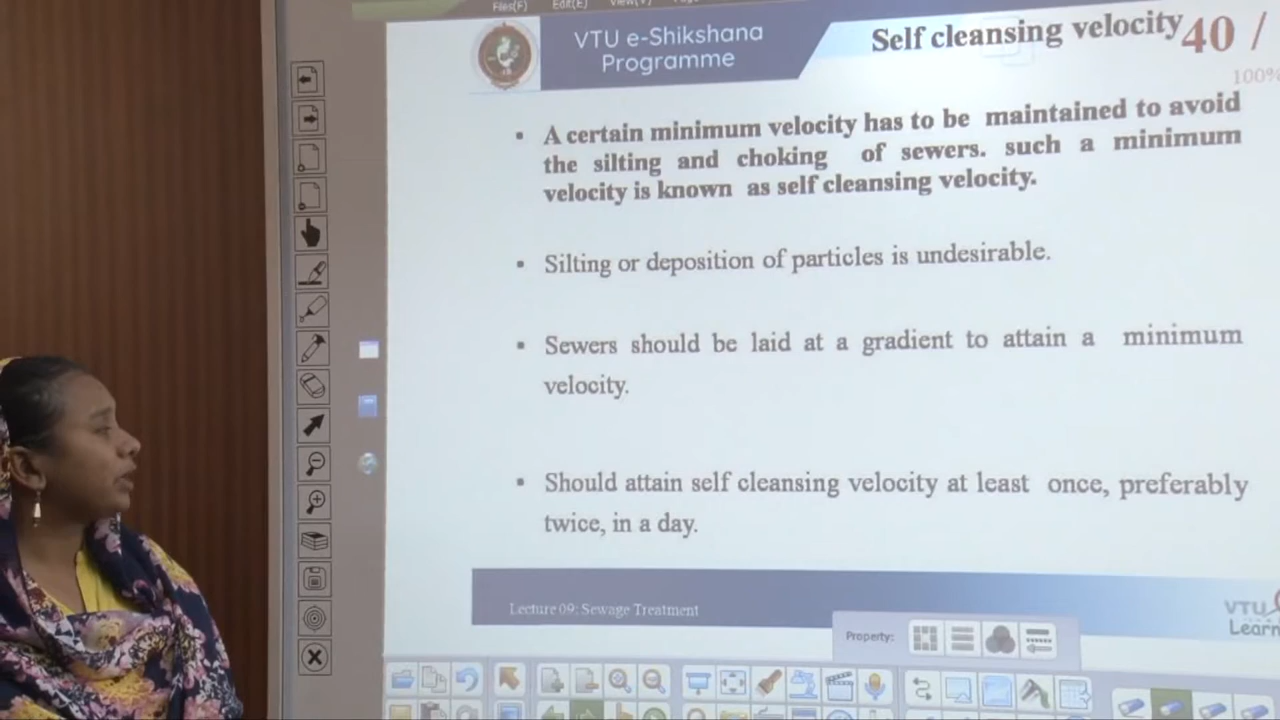 Files(F) Edit(E) View(V)
VTU e-Shikshana
Programme
Self cleansing velocity
40 /
100%
▪ A certain minimum velocity has to be maintained to avoid
the silting and choking of sewers. such a minimum
velocity is known as self cleansing velocity.
▪ Silting or deposition of particles is undesirable.
▪ Sewers should be laid at a gradient to attain a minimum
velocity.
▪ Should attain self cleansing velocity at least once, preferably
twice, in a day.
Lecture 09: Sewage Treatment
VTU
Learn
Property: